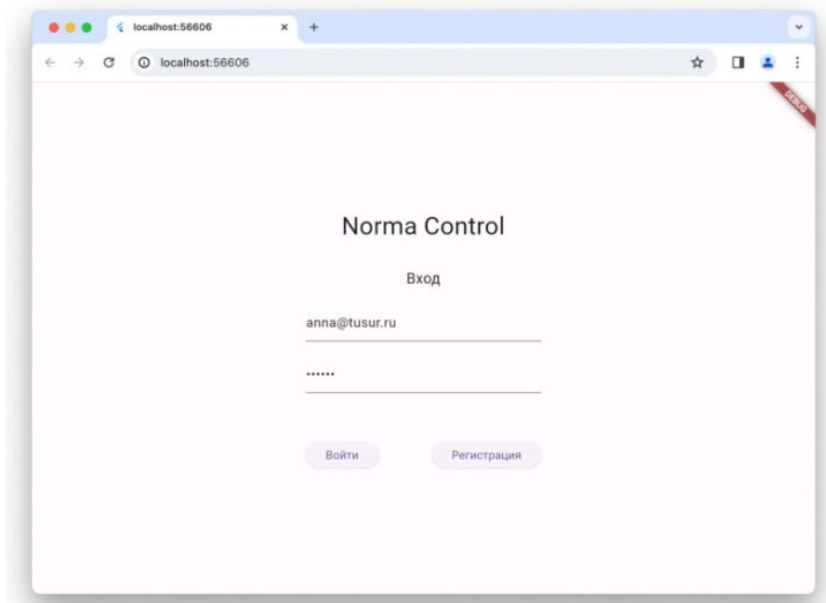 localhost:56606
localhost:56606
DEBUG
Norma Control
Вход
anna@tusur.ru
••••••
Войти Регистрация